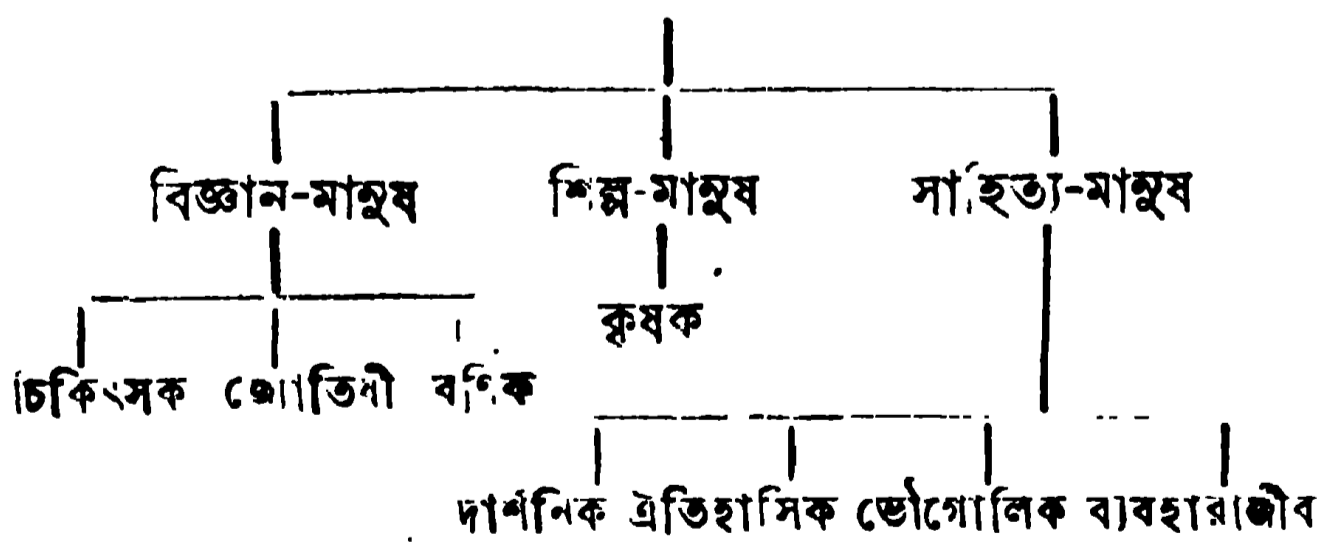 বিজ্ঞান-মানুষ শিল্প-মানুষ সাহিত্য-মানুষ
কৃষক
চিকিৎসক জ্যোতিষী বণিক
দার্শনিক ঐতিহাসিক ভৌগোলিক ব্যবহারাজীব